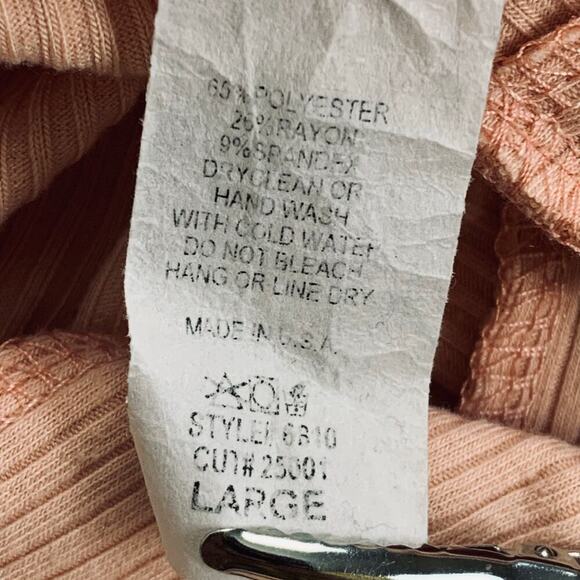 65% POLYESTER
26% RAYON
9% SPANDEX
DRYCLEAN OR
HAND WASH
WITH COLD WATER
DO NOT BLEACH
HANG OR LINE DRY
MADE IN U.S.A.
STYLE# 6810
CUT# 25001
LARGE